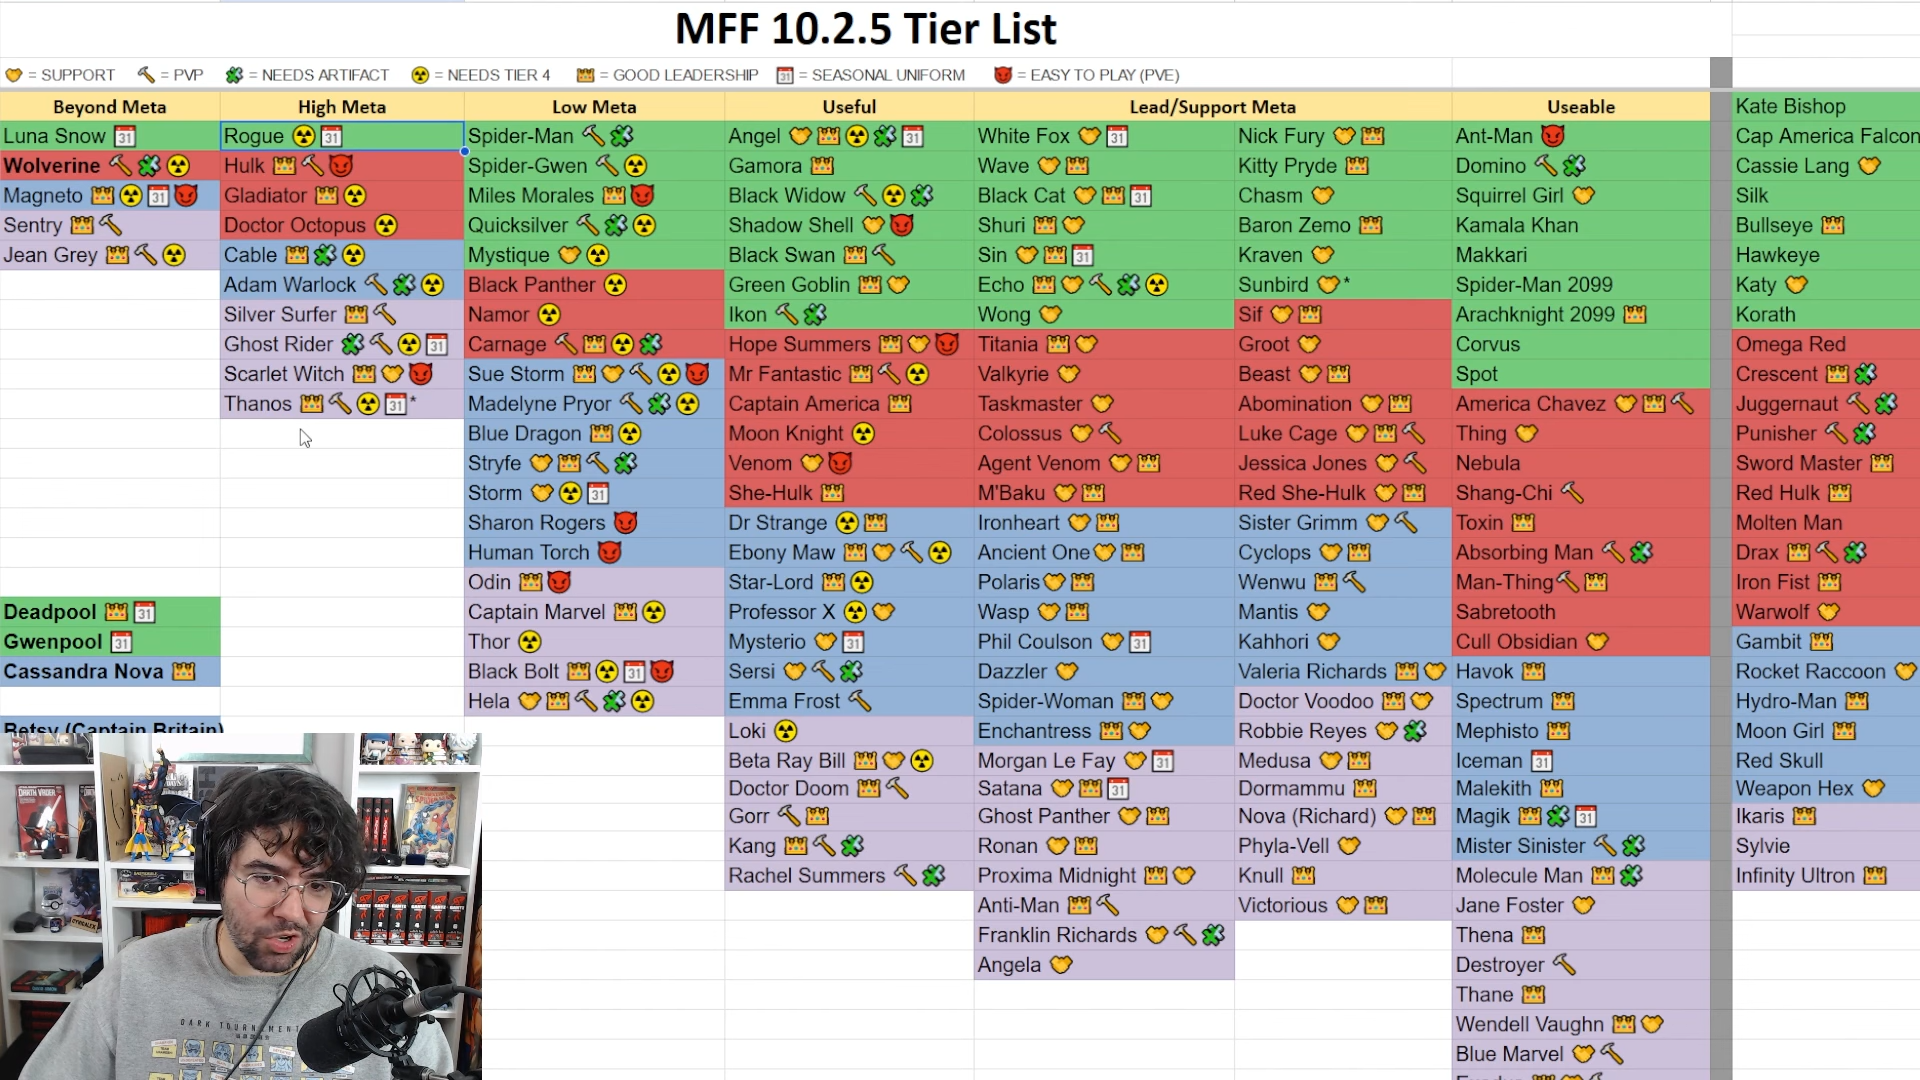 MFF 10.2.5 Tier List
= SUPPORT = PVP = NEEDS ARTIFACT = NEEDS TIER 4 = GOOD LEADERSHIP = SEASONAL UNIFORM = EASY TO PLAY (PVE)
Beyond Meta
Luna Snow
Wolverine
Magneto
Sentry
Jean Grey
Deadpool
Gwenpool
Cassandra Nova
Betsy (Captain Britain)
High Meta
Rogue
Hulk
Gladiator
Doctor Octopus
Cable
Adam Warlock
Silver Surfer
Ghost Rider
Scarlet Witch
Thanos *
Low Meta
Spider-Man
Spider-Gwen
Miles Morales
Quicksilver
Mystique
Black Panther
Namor
Carnage
Sue Storm
Madelyne Pryor
Blue Dragon
Stryfe
Storm
Sharon Rogers
Human Torch
Odin
Captain Marvel
Thor
Black Bolt
Hela
Useful
Angel
Gamora
Black Widow
Shadow Shell
Black Swan
Green Goblin
Ikon
Hope Summers
Mr Fantastic
Captain America
Moon Knight
Venom
She-Hulk
Dr Strange
Ebony Maw
Star-Lord
Professor X
Mysterio
Sersi
Emma Frost
Loki
Beta Ray Bill
Doctor Doom
Gorr
Kang
Rachel Summers
Lead/Support Meta
White Fox
Wave
Black Cat
Shuri
Sin
Echo
Wong
Titania
Valkyrie
Taskmaster
Colossus
Agent Venom
M'Baku
Ironheart
Ancient One
Polaris
Wasp
Phil Coulson
Dazzler
Spider-Woman
Enchantress
Morgan Le Fay
Satana
Ghost Panther
Ronan
Proxima Midnight
Anti-Man
Franklin Richards
Angela
Nick Fury
Kitty Pryde
Chasm
Baron Zemo
Kraven
Sunbird *
Sif
Groot
Beast
Abomination
Luke Cage
Jessica Jones
Red She-Hulk
Sister Grimm
Cyclops
Wenwu
Mantis
Kahhori
Valeria Richards
Doctor Voodoo
Robbie Reyes
Medusa
Dormammu
Nova (Richard)
Phyla-Vell
Knull
Victorious
Useable
Ant-Man
Domino
Squirrel Girl
Kamala Khan
Makkari
Spider-Man 2099
Arachknight 2099
Corvus
Spot
America Chavez
Thing
Nebula
Shang-Chi
Toxin
Absorbing Man
Man-Thing
Sabretooth
Cull Obsidian
Havok
Spectrum
Mephisto
Iceman
Malekith
Magik
Mister Sinister
Molecule Man
Jane Foster
Thena
Destroyer
Thane
Wendell Vaughn
Blue Marvel
Kate Bishop
Cap America Falcon
Cassie Lang
Silk
Bullseye
Hawkeye
Katy
Korath
Omega Red
Crescent
Juggernaut
Punisher
Sword Master
Red Hulk
Molten Man
Drax
Iron Fist
Warwolf
Gambit
Rocket Raccoon
Hydro-Man
Moon Girl
Red Skull
Weapon Hex
Ikaris
Sylvie
Infinity Ultron
DARTH VADER
DARK TOURNAMENT